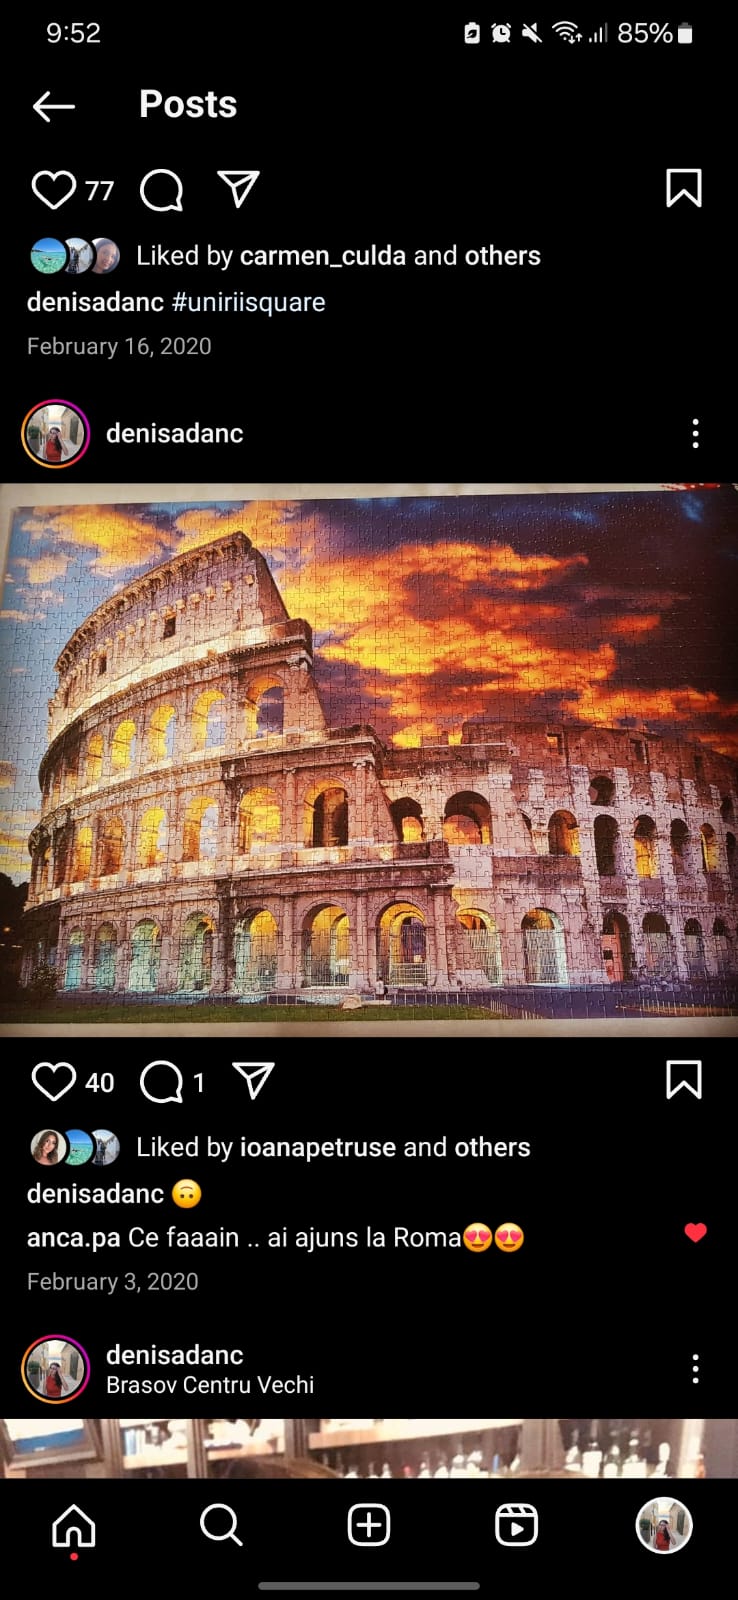 9:52
85%
Posts
77
Liked by carmen_culda and others
denisadanc #uniriisquare
February 16, 2020
denisadanc
40 1
Liked by ioanapetruse and others
denisadanc 🙃
anca.pa Ce faaain .. ai ajuns la Roma😍😍
February 3, 2020
denisadanc
Brasov Centru Vechi